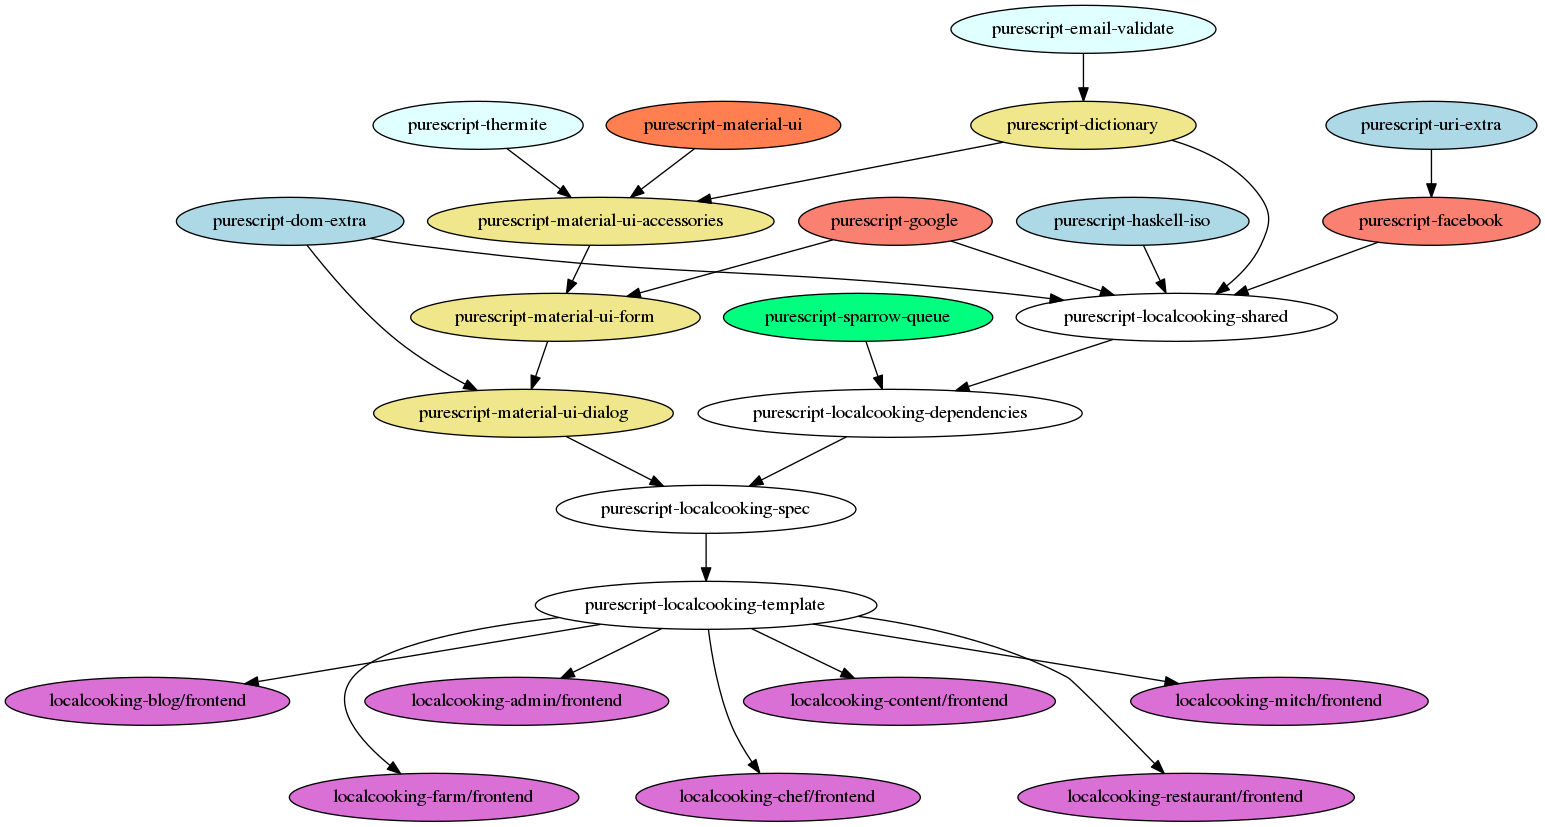 purescript-email-validate
purescript-thermite
purescript-material-ui
purescript-dictionary
purescript-uri-extra
purescript-dom-extra
purescript-material-ui-accessories
purescript-google
purescript-haskell-iso
purescript-facebook
purescript-material-ui-form
purescript-sparrow-queue
purescript-localcooking-shared
purescript-material-ui-dialog
purescript-localcooking-dependencies
purescript-localcooking-spec
purescript-localcooking-template
localcooking-blog/frontend
localcooking-admin/frontend
localcooking-content/frontend
localcooking-mitch/frontend
localcooking-farm/frontend
localcooking-chef/frontend
localcooking-restaurant/frontend